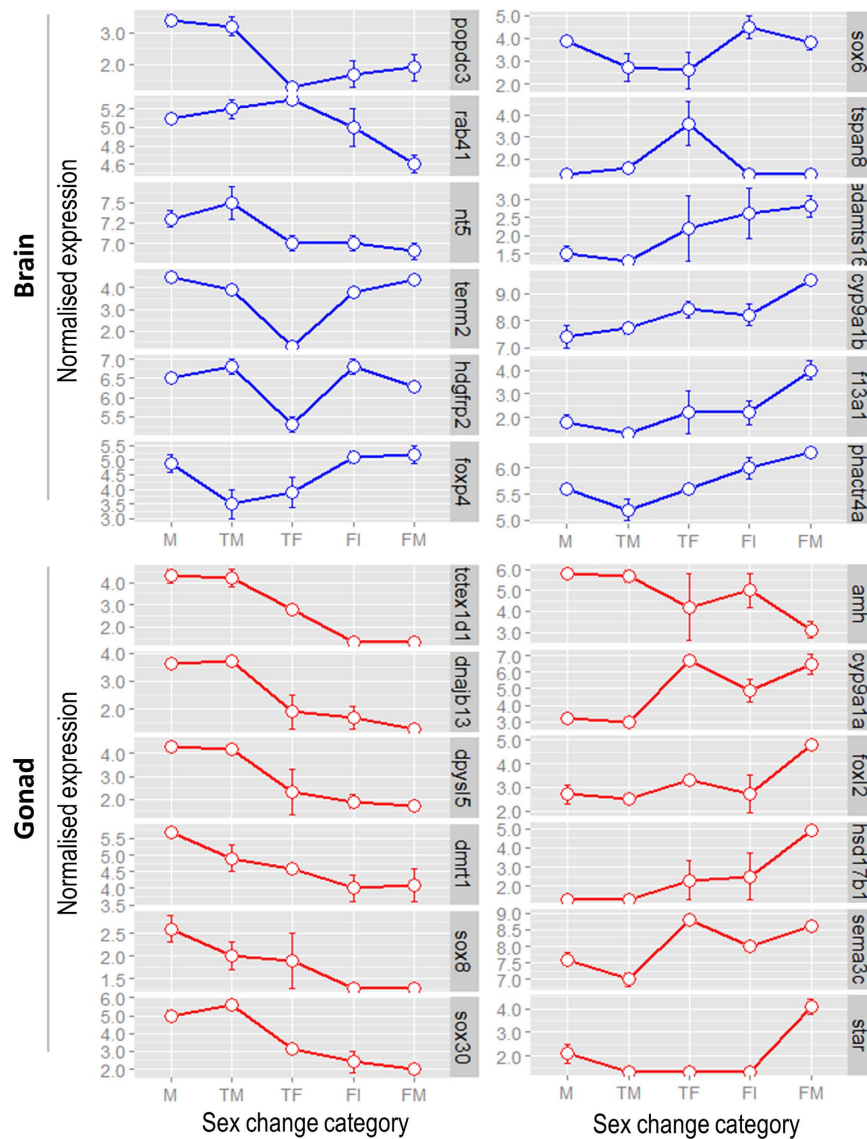 Brain
Normalised expression
3.0
2.0
popdc3
5.2
5.0
4.6
rab41
7.5
7.2
7.0
nt5
4.0
3.0
2.0
tenm2
7.0
6.5
6.0
5.5
hdgfrp2
5.5
5.0
4.5
4.0
3.5
3.0
foxp4
M TM TF FI FM
5.0
4.0
3.0
2.0
sox6
4.0
3.0
2.0
tspan8
3.0
2.5
2.0
1.5
adamts16
9.0
8.0
7.0
cyp9a1b
4.0
3.0
2.0
f13a1
6.0
5.5
5.0
phactr4a
M TM TF FI FM
Gonad
Normalised expression
4.0
3.0
2.0
tctex1d1
4.0
3.0
2.0
dnajb13
4.0
3.0
2.0
dpysl5
5.5
5.0
4.5
4.0
3.5
dmrt1
2.5
2.0
1.5
sox8
6.0
5.0
3.0
2.0
sox30
M TM TF FI FM
Sex change category
6.0
5.0
4.0
3.0
amh
7.0
6.0
5.0
4.0
3.0
cyp9a1a
5.0
4.0
3.0
2.0
foxl2
5.0
4.0
3.0
2.0
hsd17b1
9.0
8.5
8.0
7.5
7.0
sema3c
4.0
3.0
2.0
star
M TM TF FI FM
Sex change category